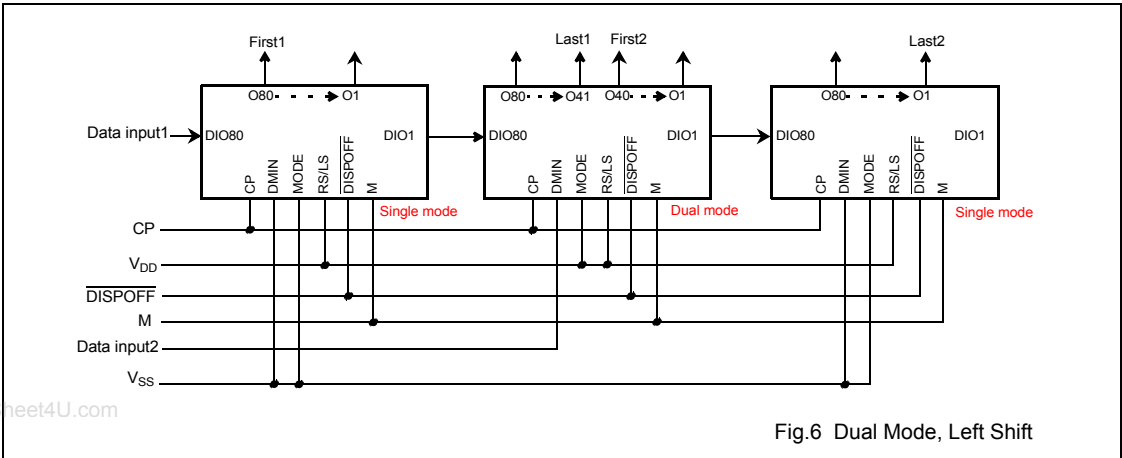 First1
Last1 First2
Last2
O80 O1
O80 O41 O40 O1
O80 O1
Data input1
DIO80 DIO1
DIO80 DIO1
DIO80 DIO1
CP DMIN MODE RS/LS DISPOFF M
CP DMIN MODE RS/LS DISPOFF M
CP DMIN MODE RS/LS DISPOFF M
Single mode
Dual mode
Single mode
CP
VDD
DISPOFF
M
Data input2
VSS
heet4U.com
Fig.6 Dual Mode, Left Shift